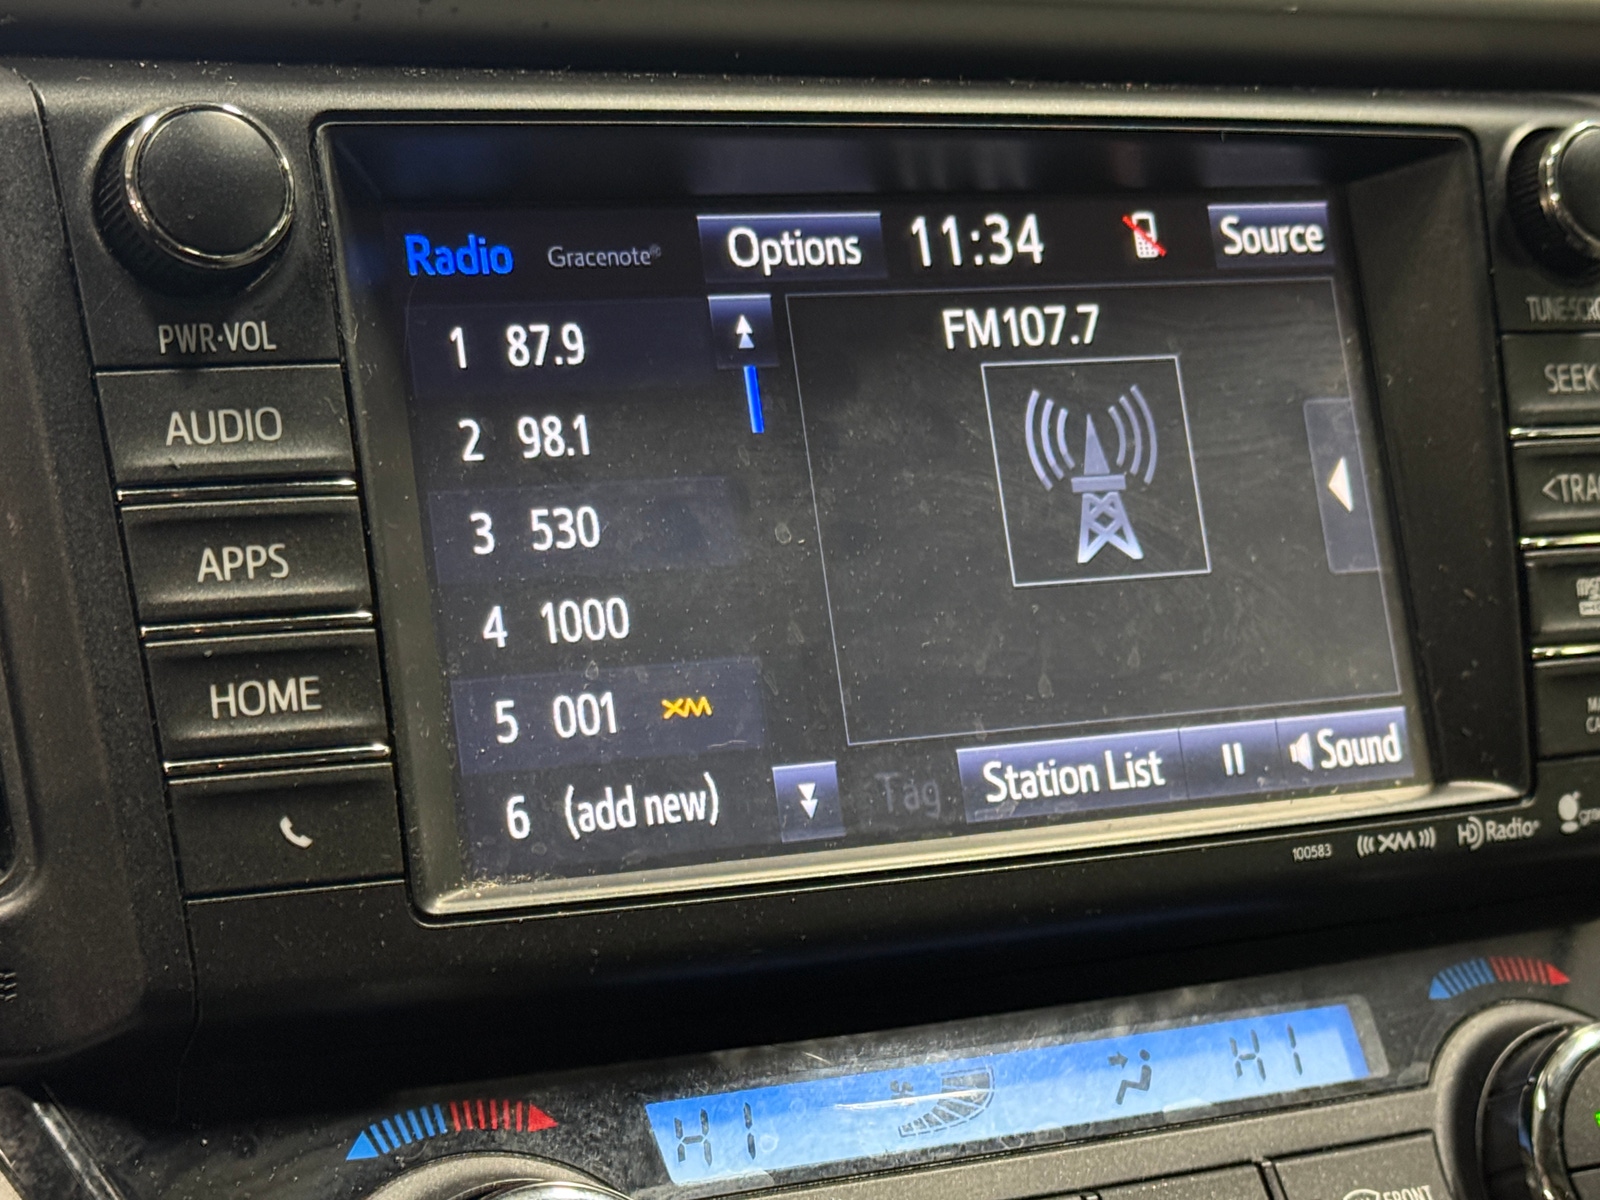 Radio Gracenote® Options 11:34 Source
1 87.9
2 98.1
3 530
4 1000
5 001 XM
6 (add new)
FM107.7
Tag Station List Sound
PWR·VOL
AUDIO
APPS
HOME
SEEK
<TRA
100583 XM HD Radio
HI HI
FRONT